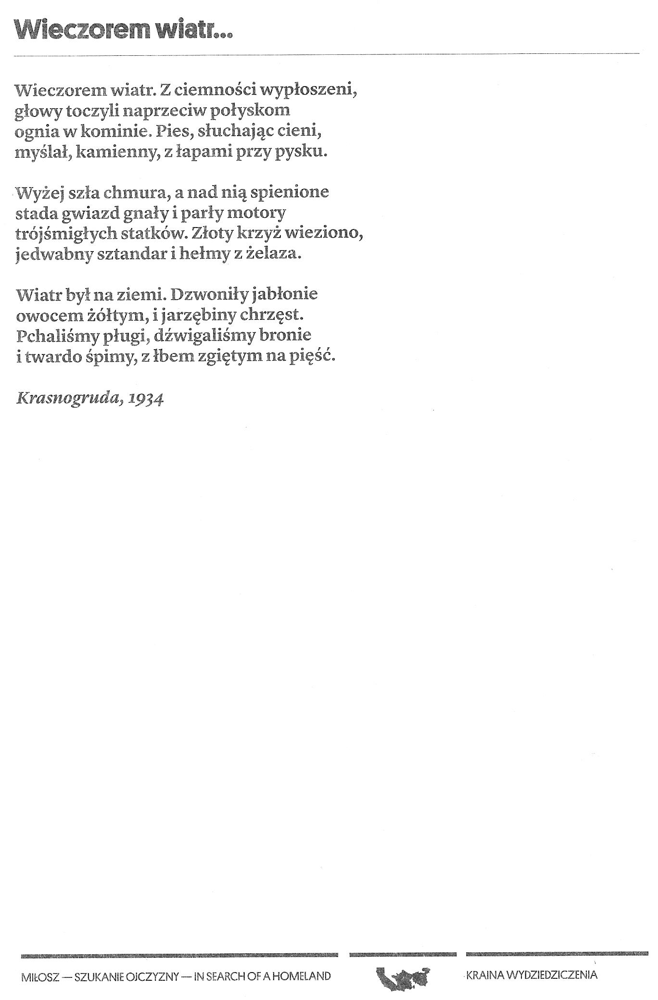 Wieczorem wiatr...
Wieczorem wiatr. Z ciemności wypłoszeni,
głowy toczyli naprzeciw połyskom
ognia w kominie. Pies, słuchając cieni,
myślał, kamienny, z łapami przy pysku.
Wyżej szła chmura, a nad nią spienione
stada gwiazd gnały i parły motory
trójśmigłych statków. Złoty krzyż wieziono,
jedwabny sztandar i hełmy z żelaza.
Wiatr był na ziemi. Dzwoniły jabłonie
owocem żółtym, i jarzębiny chrzęst.
Pchaliśmy pługi, dźwigaliśmy bronie
i twardo śpimy, z łbem zgiętym na pięść.
Krasnogruda, 1934
MIŁOSZ — SZUKANIE OJCZYZNY — IN SEARCH OF A HOMELAND
KRAINA WYDZIEDZICZENIA